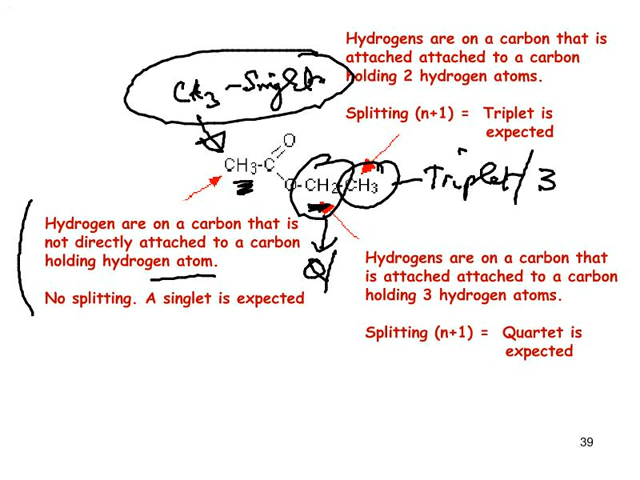 Hydrogens are on a carbon that is
attached attached to a carbon
holding 2 hydrogen atoms.
CH3 - Singlet
Splitting (n+1) = Triplet is
expected
O
CH3-C
O-CH2-CH3
Triplet/3
Hydrogen are on a carbon that is
not directly attached to a carbon
holding hydrogen atom.
No splitting. A singlet is expected
Q
Hydrogens are on a carbon that
is attached attached to a carbon
holding 3 hydrogen atoms.
Splitting (n+1) = Quartet is
expected
39